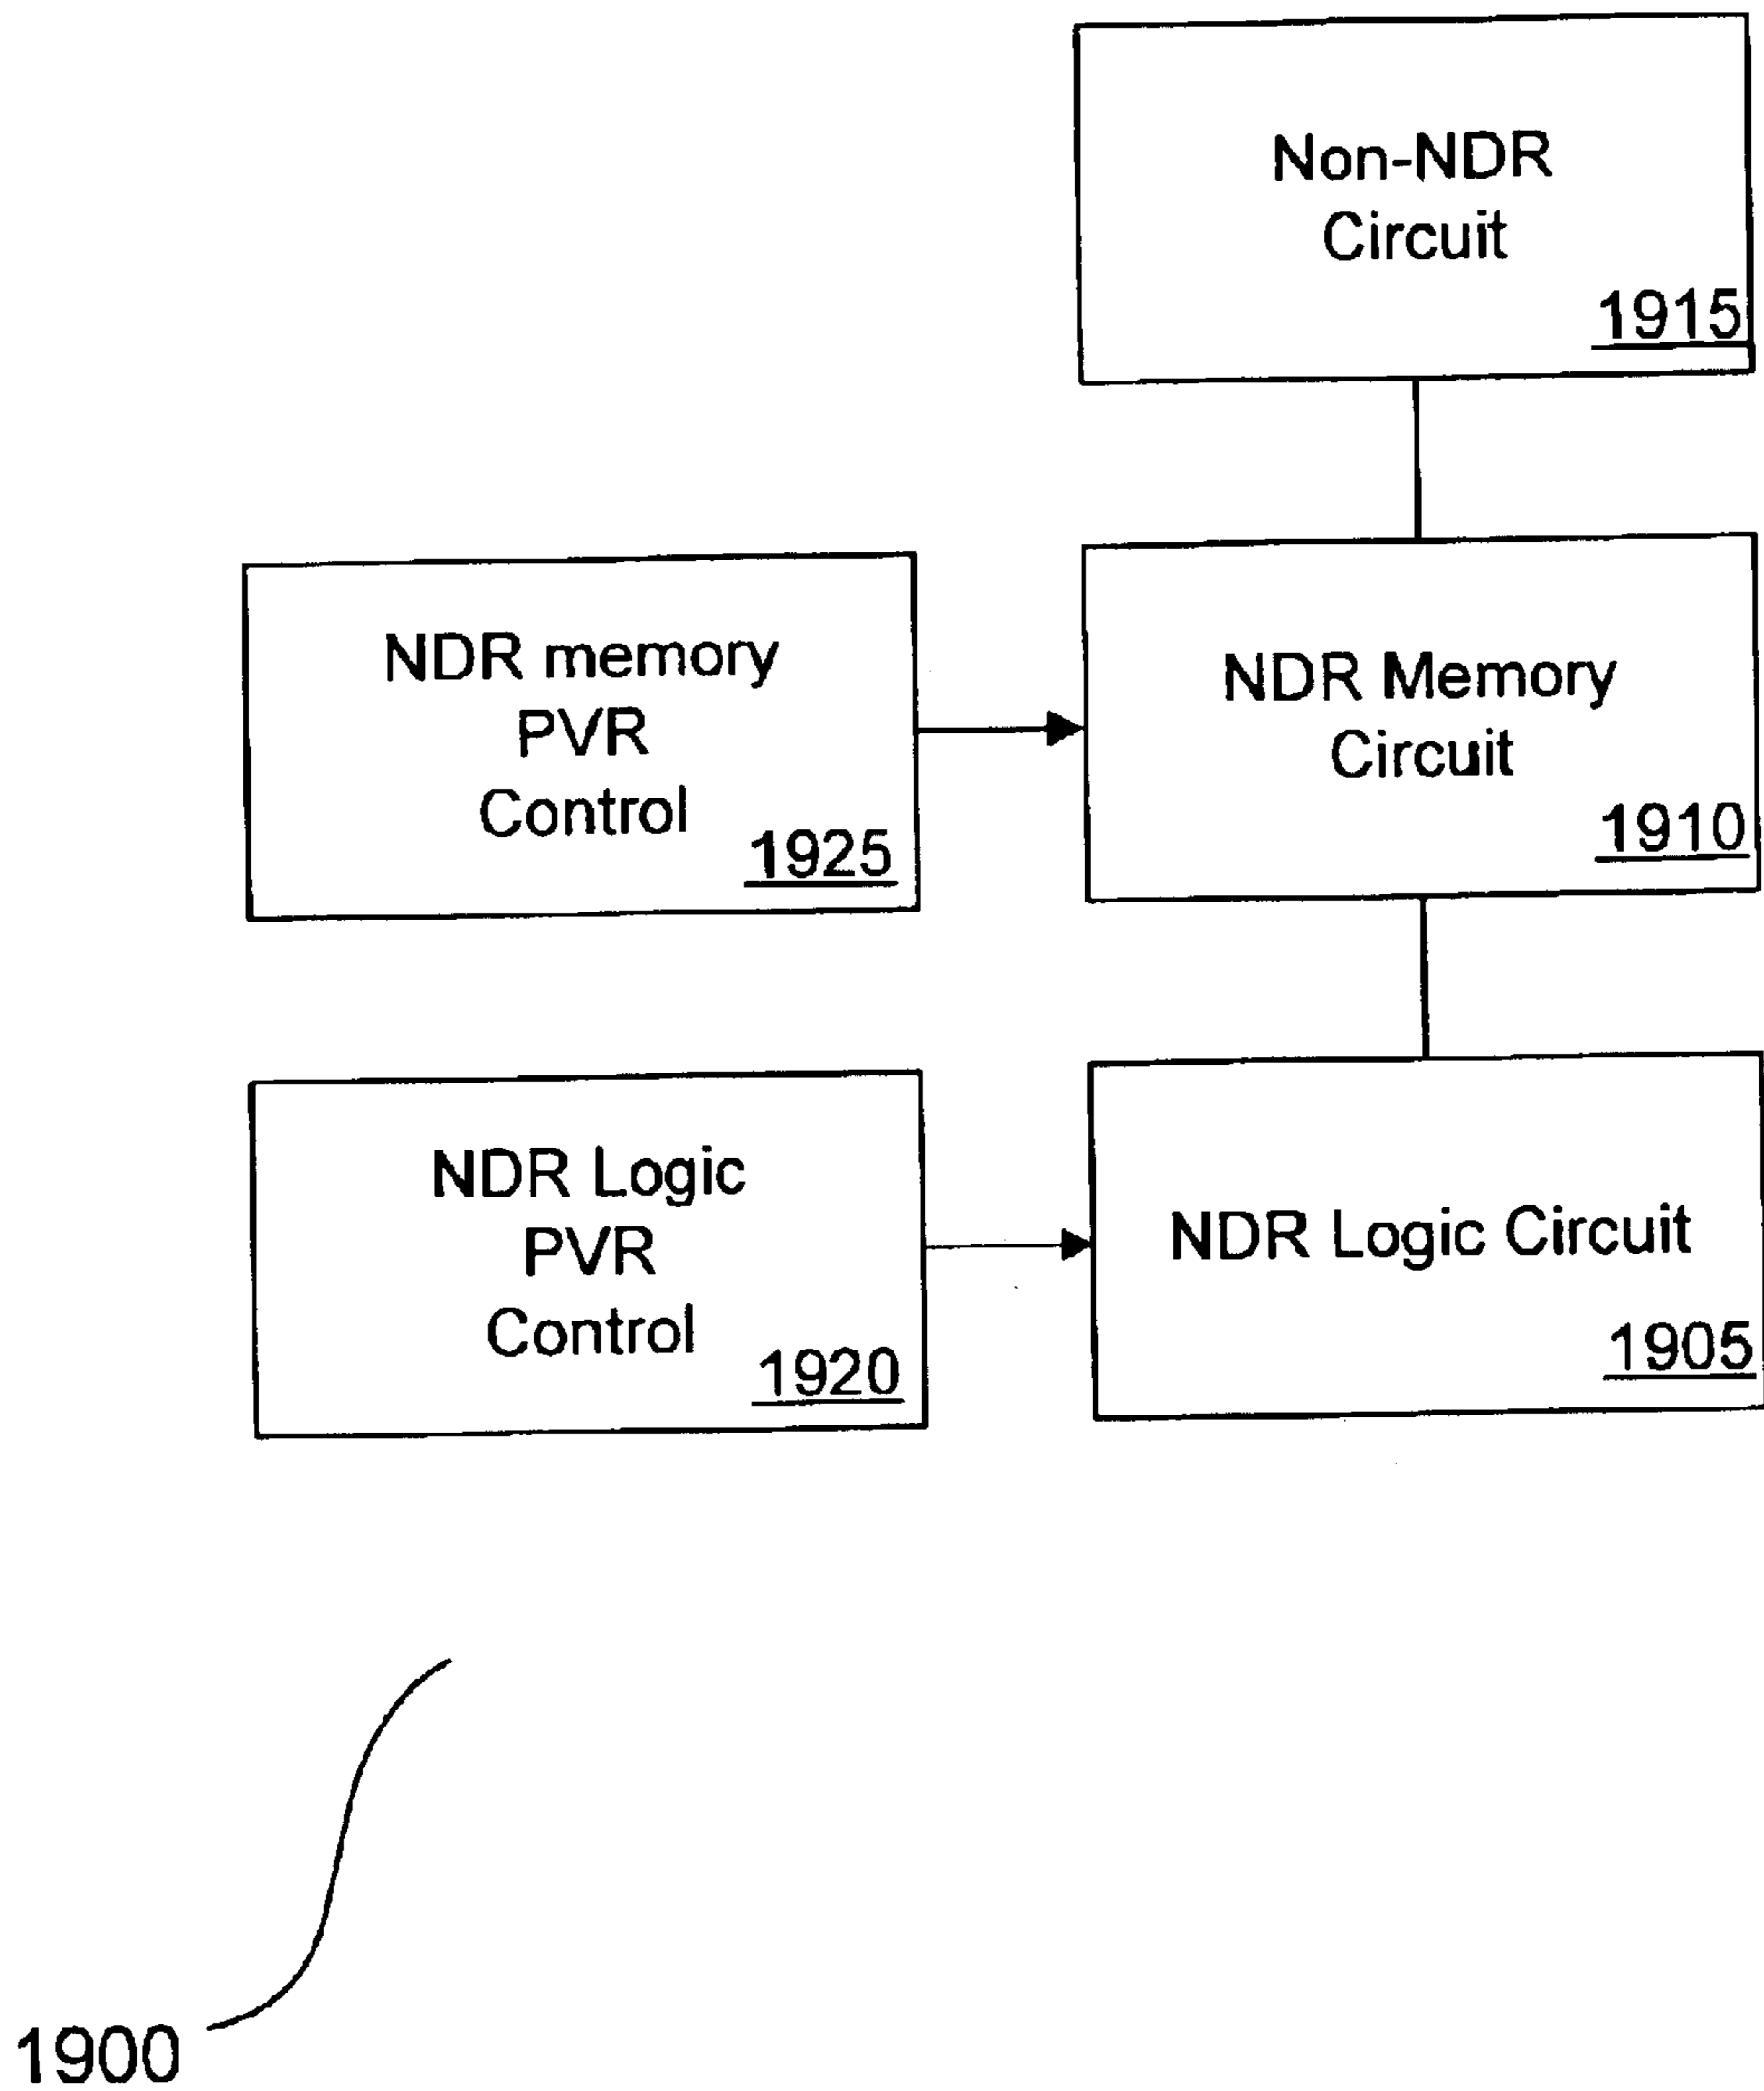 Non-NDR
Circuit
1915
NDR memory
PVR
Control
1925
NDR Memory
Circuit
1910
NDR Logic
PVR
Control
1920
NDR Logic Circuit
1905
1900